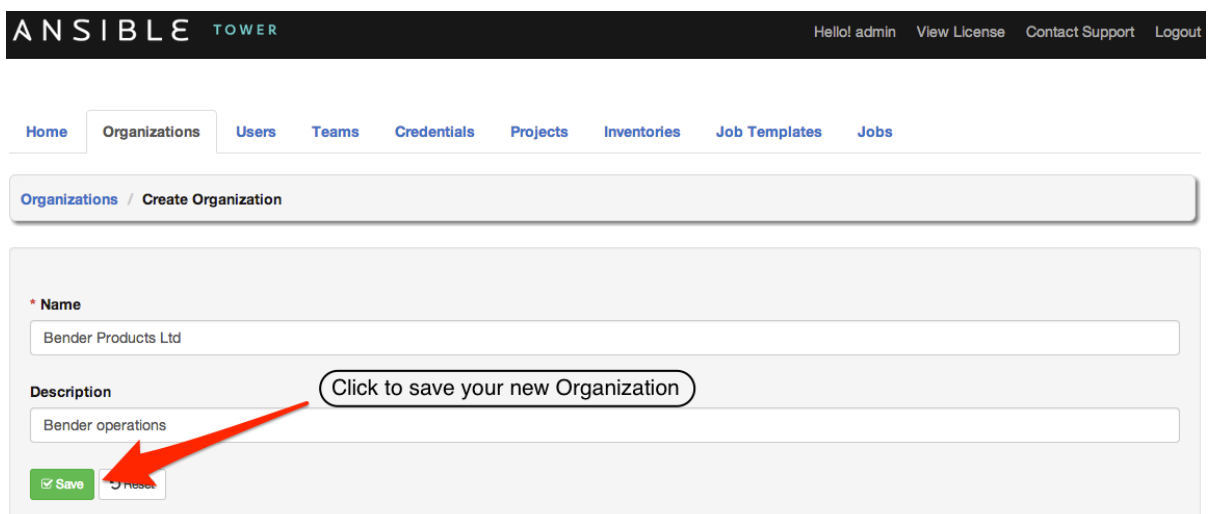 ANSIBLE TOWER Hello! admin View License Contact Support Logout
Home Organizations Users Teams Credentials Projects Inventories Job Templates Jobs
Organizations / Create Organization
* Name
Bender Products Ltd
Description
Click to save your new Organization
Bender operations
Save Reset